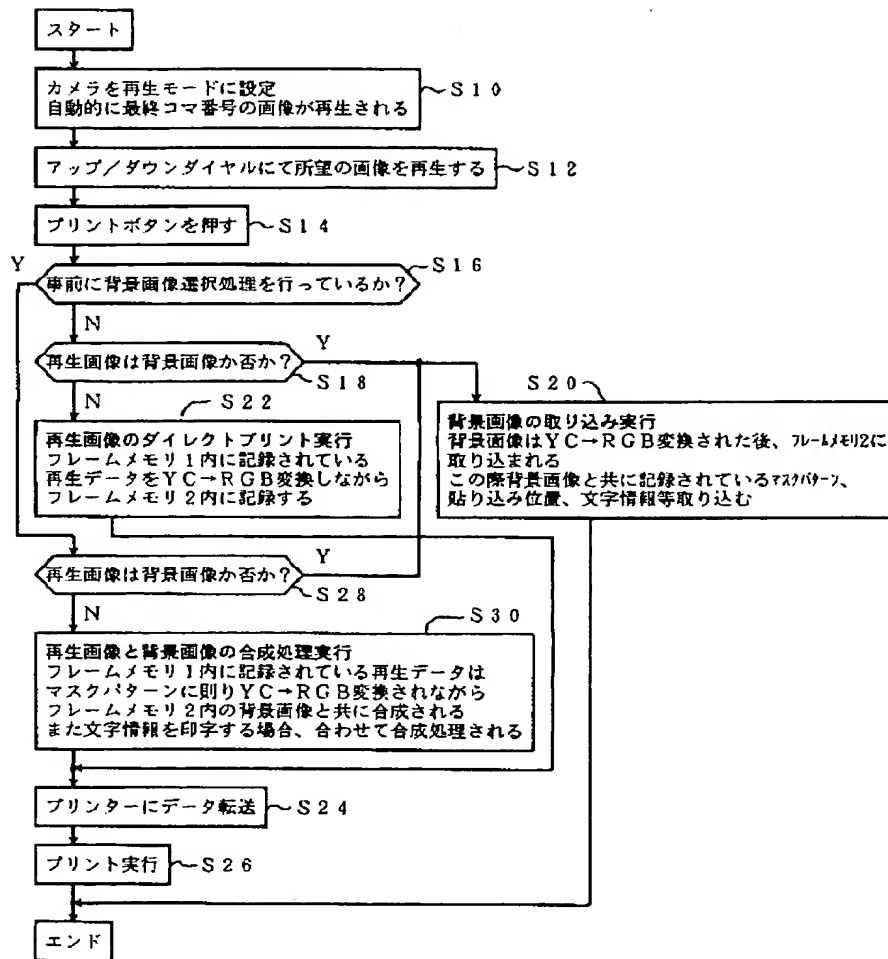 スタート
カメラを再生モードに設定
自動的に最終コマ番号の画像が再生される
S10
アップ/ダウンダイヤルにて所望の画像を再生する
S12
プリントボタンを押す
S14
Y
事前に背景画像選択処理を行っているか?
S16
N
再生画像は背景画像か否か?
Y
S18
N
S22
再生画像のダイレクトプリント実行
フレームメモリ1内に記録されている
再生データをYC→RGB変換しながら
フレームメモリ2内に記録する
S20
背景画像の取り込み実行
背景画像はYC→RGB変換された後、フレームメモリ2に
取り込まれる
この際背景画像と共に記録されているマスクパターン、
貼り込み位置、文字情報等取り込む
再生画像は背景画像か否か?
Y
S28
N
S30
再生画像と背景画像の合成処理実行
フレームメモリ1内に記録されている再生データは
マスクパターンに則りYC→RGB変換されながら
フレームメモリ2内の背景画像と共に合成される
また文字情報を印字する場合、合わせて合成処理される
プリンターにデータ転送
S24
プリント実行
S26
エンド